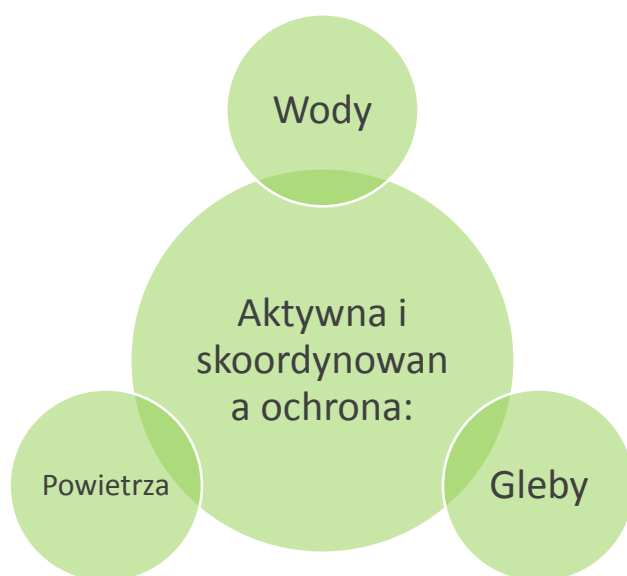 Wody
Aktywna i
skoordynowan
a ochrona:
Powietrza
Gleby